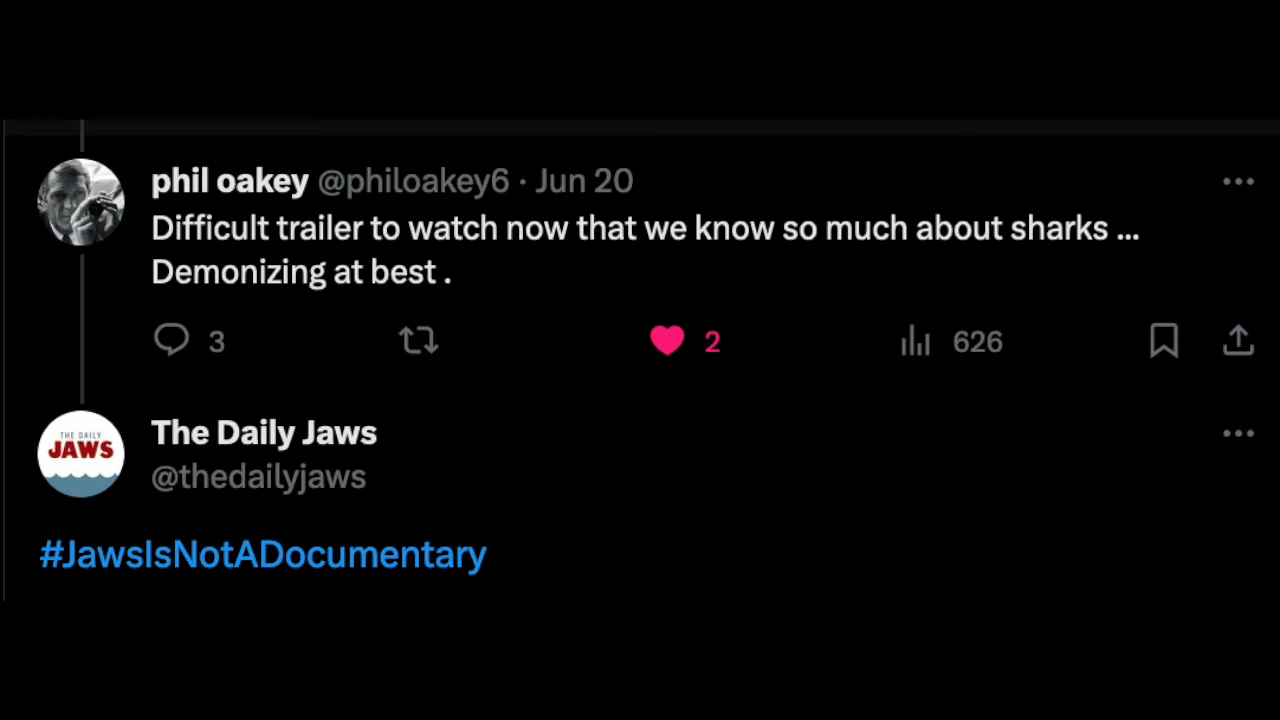 phil oakey @philoakey6 · Jun 20
Difficult trailer to watch now that we know so much about sharks ...
Demonizing at best .
3 2 626
The Daily Jaws
THE DAILY
JAWS
@thedailyjaws
#JawsIsNotADocumentary